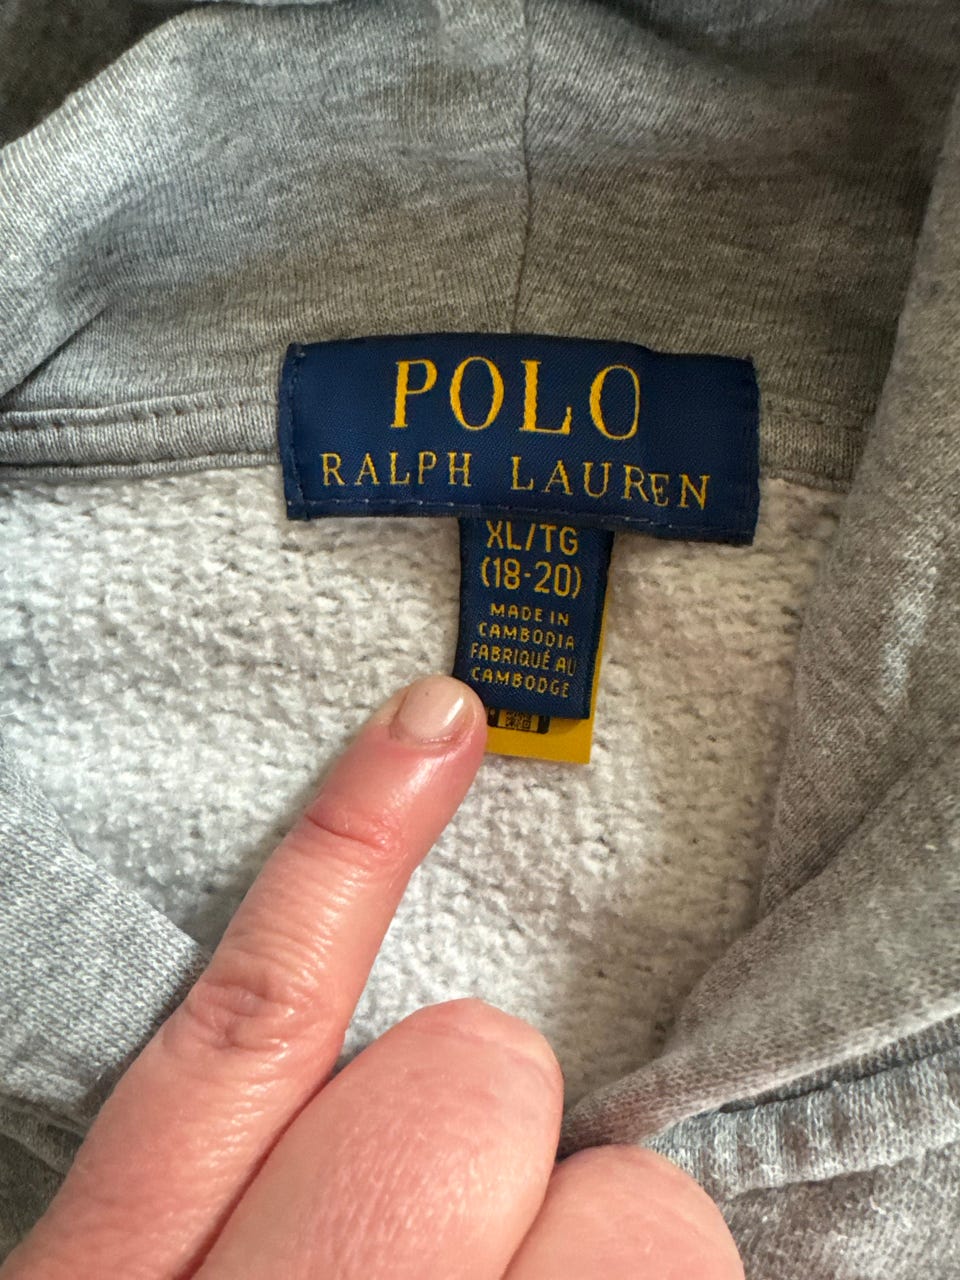 POLO
RALPH LAUREN
XL/TG
(18-20)
MADE IN
CAMBODIA
FABRIQUÉ AU
CAMBODGE